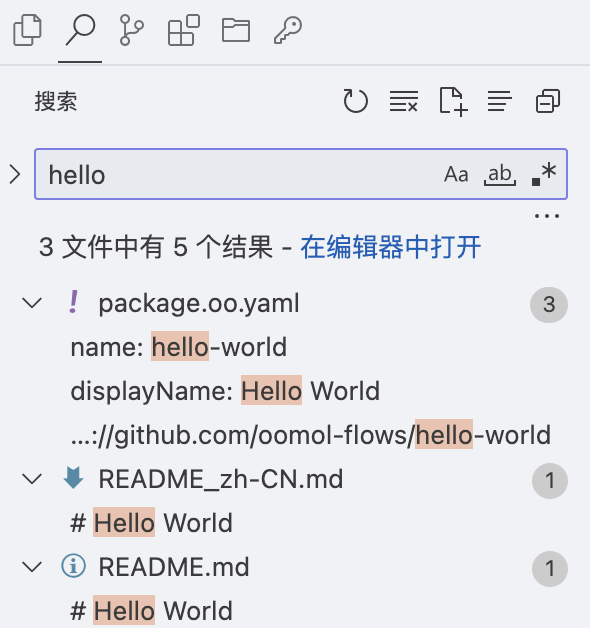 搜索
hello
Aa
ab
.*
...
3 文件中有 5 个结果 - 在编辑器中打开
package.oo.yaml
3
name: hello-world
displayName: Hello World
...://github.com/oomol-flows/hello-world
README_zh-CN.md
1
# Hello World
README.md
1
# Hello World